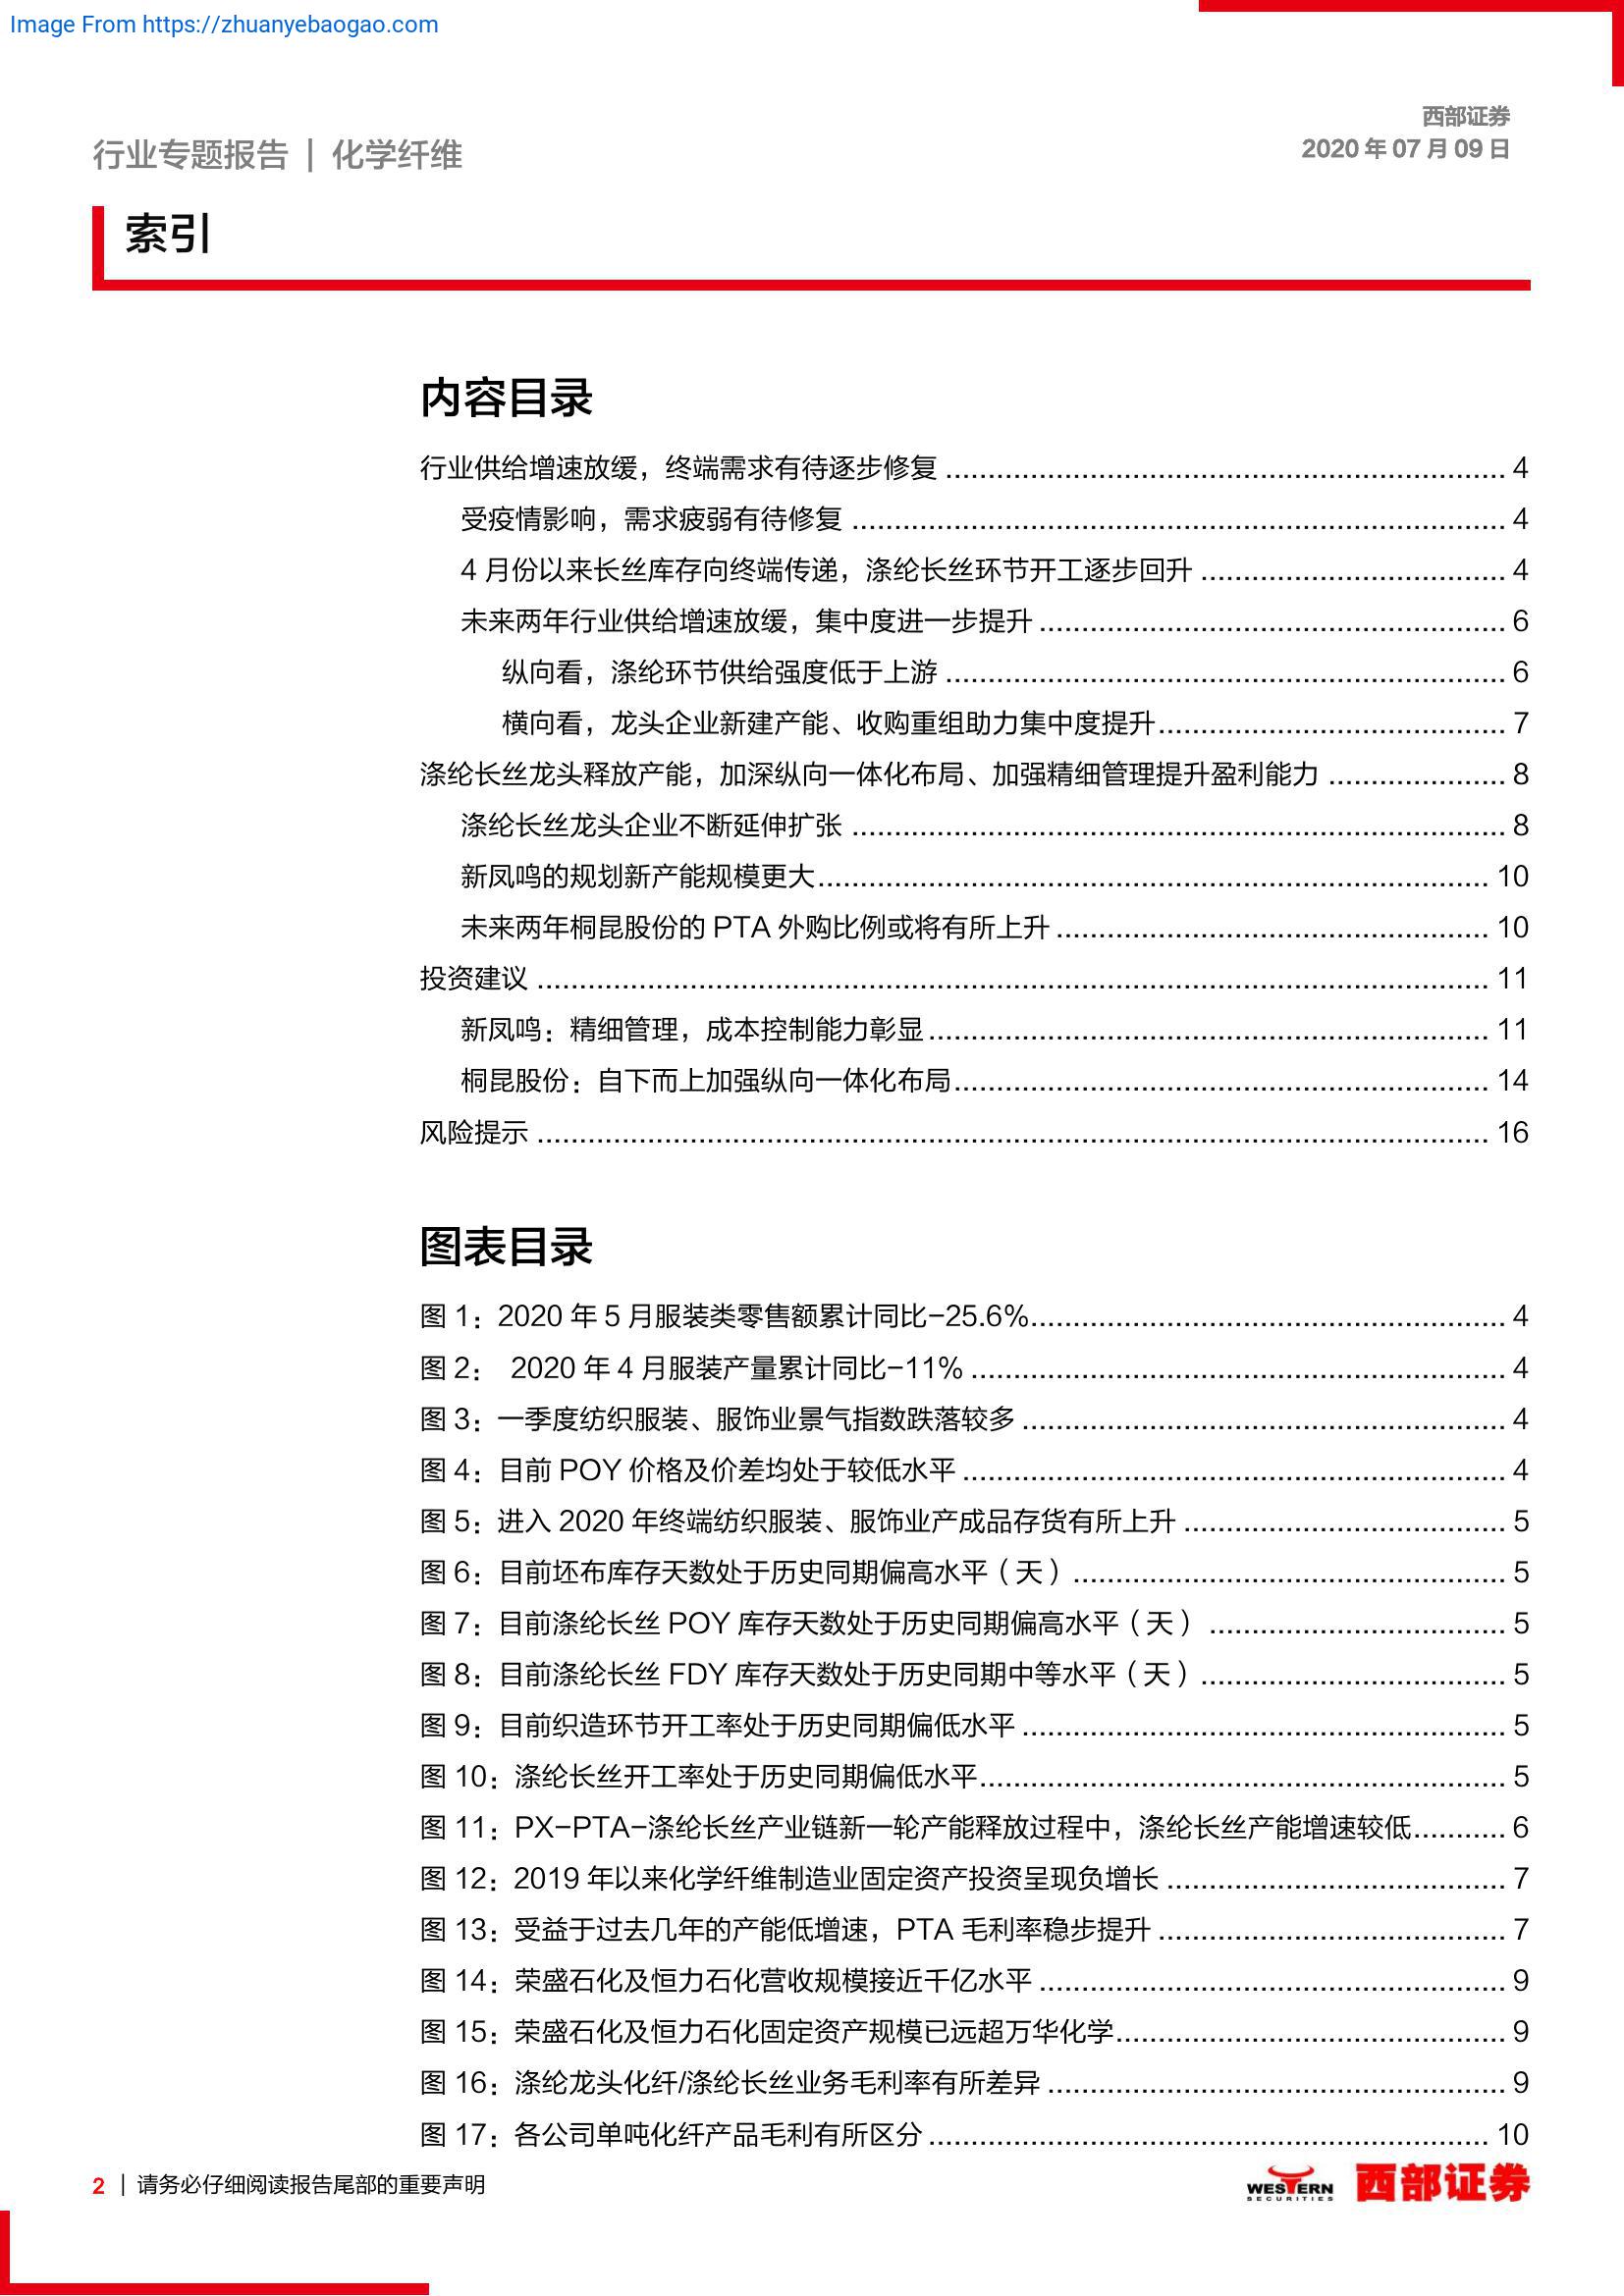 Image From https://zhuanyebaogao.com
西部证券
2020 年 07 月 09 日
行业专题报告 | 化学纤维
索引
内容目录
行业供给增速放缓，终端需求有待逐步修复 ........ 4
受疫情影响，需求疲弱有待修复 ........ 4
4 月份以来长丝库存向终端传递，涤纶长丝环节开工逐步回升 ........ 4
未来两年行业供给增速放缓，集中度进一步提升 ........ 6
纵向看，涤纶环节供给强度低于上游 ........ 6
横向看，龙头企业新建产能、收购重组助力集中度提升 ........ 7
涤纶长丝龙头释放产能，加深纵向一体化布局、加强精细管理提升盈利能力 ........ 8
涤纶长丝龙头企业不断延伸扩张 ........ 8
新凤鸣的规划新产能规模更大 ........ 10
未来两年桐昆股份的 PTA 外购比例或将有所上升 ........ 10
投资建议 ........ 11
新凤鸣：精细管理，成本控制能力彰显 ........ 11
桐昆股份：自下而上加强纵向一体化布局 ........ 14
风险提示 ........ 16
图表目录
图 1：2020 年 5 月服装类零售额累计同比-25.6% ........ 4
图 2： 2020 年 4 月服装产量累计同比-11% ........ 4
图 3：一季度纺织服装、服饰业景气指数跌落较多 ........ 4
图 4：目前 POY 价格及价差均处于较低水平 ........ 4
图 5：进入 2020 年终端纺织服装、服饰业产成品存货有所上升 ........ 5
图 6：目前坯布库存天数处于历史同期偏高水平（天） ........ 5
图 7：目前涤纶长丝 POY 库存天数处于历史同期偏高水平（天） ........ 5
图 8：目前涤纶长丝 FDY 库存天数处于历史同期中等水平（天） ........ 5
图 9：目前织造环节开工率处于历史同期偏低水平 ........ 5
图 10：涤纶长丝开工率处于历史同期偏低水平 ........ 5
图 11：PX-PTA-涤纶长丝产业链新一轮产能释放过程中，涤纶长丝产能增速较低 ........ 6
图 12：2019 年以来化学纤维制造业固定资产投资呈现负增长 ........ 7
图 13：受益于过去几年的产能低增速，PTA 毛利率稳步提升 ........ 7
图 14：荣盛石化及恒力石化营收规模接近千亿水平 ........ 9
图 15：荣盛石化及恒力石化固定资产规模已远超万华化学 ........ 9
图 16：涤纶龙头化纤/涤纶长丝业务毛利率有所差异 ........ 9
图 17：各公司单吨化纤产品毛利有所区分 ........ 10
2 | 请务必仔细阅读报告尾部的重要声明
WESTERN
SECURITIES
西部证券